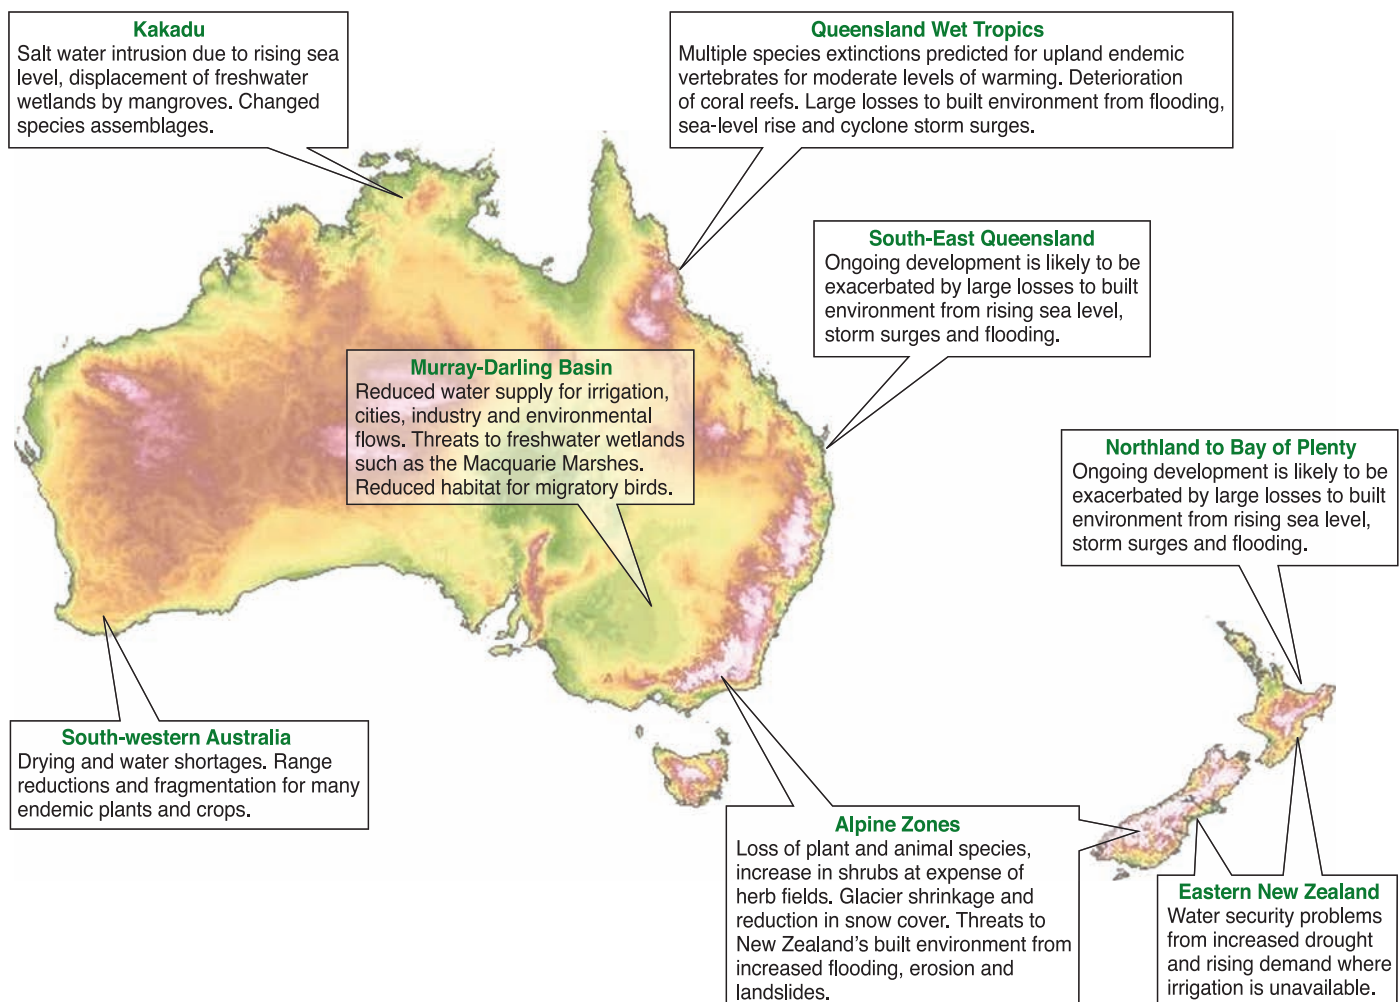 Kakadu
Salt water intrusion due to rising sea
level, displacement of freshwater
wetlands by mangroves. Changed
species assemblages.
Queensland Wet Tropics
Multiple species extinctions predicted for upland endemic
vertebrates for moderate levels of warming. Deterioration
of coral reefs. Large losses to built environment from flooding,
sea-level rise and cyclone storm surges.
South-East Queensland
Ongoing development is likely to be
exacerbated by large losses to built
environment from rising sea level,
storm surges and flooding.
Murray-Darling Basin
Reduced water supply for irrigation,
cities, industry and environmental
flows. Threats to freshwater wetlands
such as the Macquarie Marshes.
Reduced habitat for migratory birds.
Northland to Bay of Plenty
Ongoing development is likely to be
exacerbated by large losses to built
environment from rising sea level,
storm surges and flooding.
South-western Australia
Drying and water shortages. Range
reductions and fragmentation for many
endemic plants and crops.
Alpine Zones
Loss of plant and animal species,
increase in shrubs at expense of
herb fields. Glacier shrinkage and
reduction in snow cover. Threats to
New Zealand's built environment from
increased flooding, erosion and
landslides.
Eastern New Zealand
Water security problems
from increased drought
and rising demand where
irrigation is unavailable.